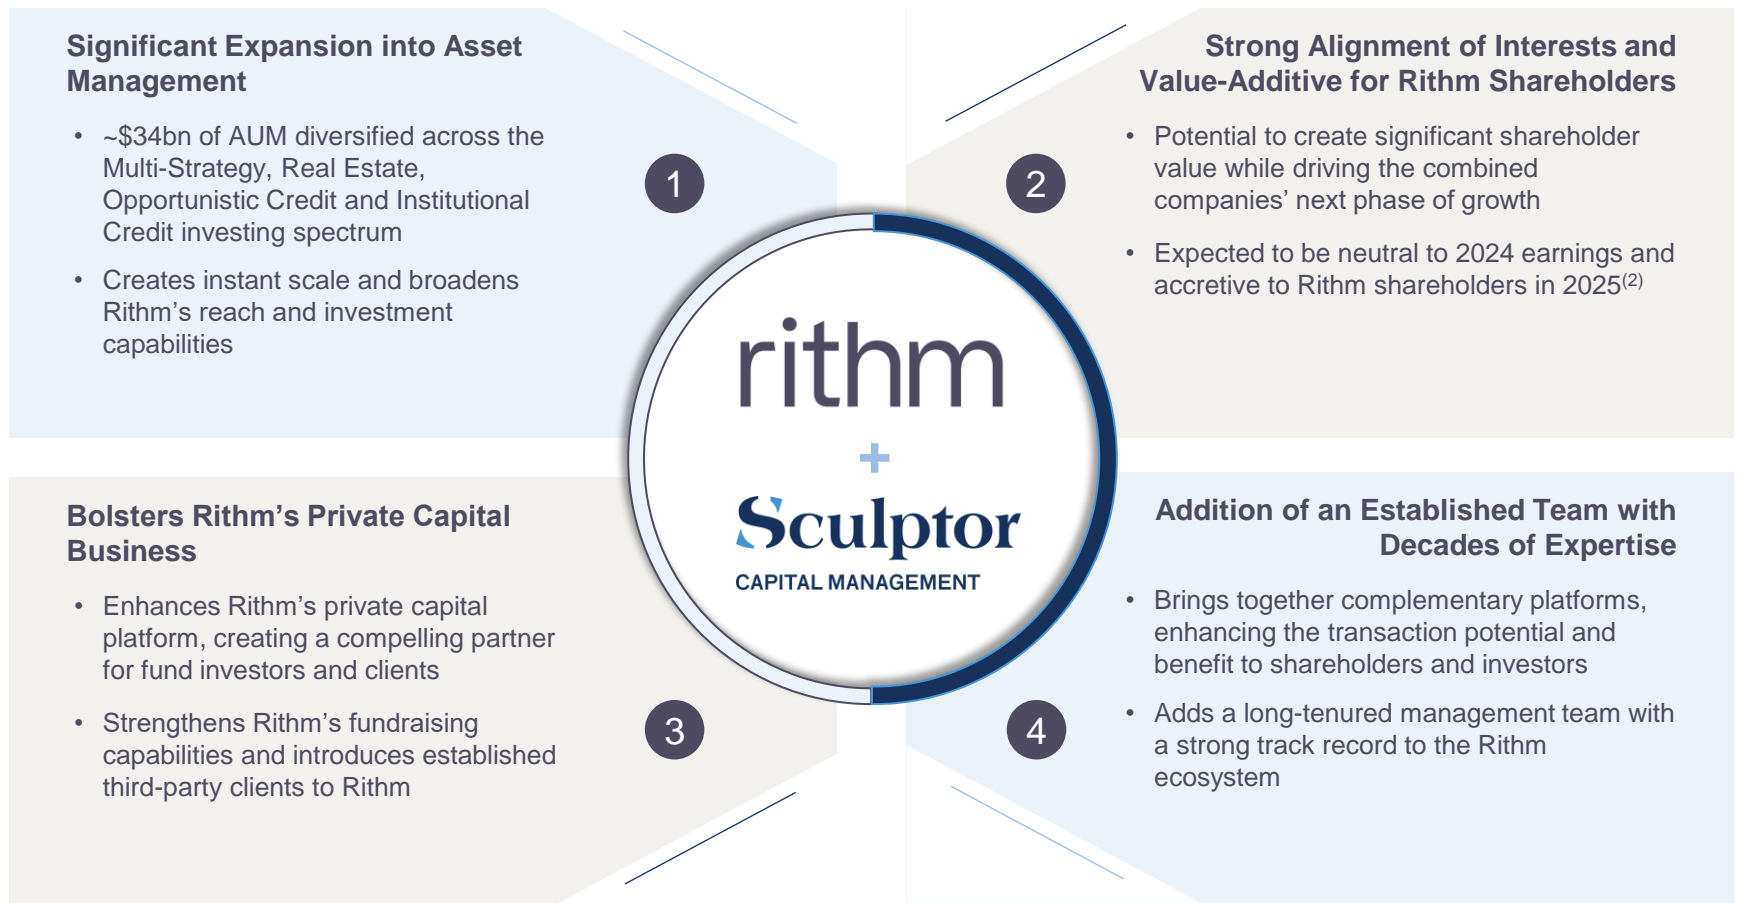 Significant Expansion into Asset
Management
• ~$34bn of AUM diversified across the
Multi-Strategy, Real Estate,
Opportunistic Credit and Institutional
Credit investing spectrum
• Creates instant scale and broadens
Rithm’s reach and investment
capabilities
1
Strong Alignment of Interests and
Value-Additive for Rithm Shareholders
• Potential to create significant shareholder
value while driving the combined
companies’ next phase of growth
• Expected to be neutral to 2024 earnings and
accretive to Rithm shareholders in 2025(2)
2
rithm
+
Sculptor
CAPITAL MANAGEMENT
Bolsters Rithm’s Private Capital
Business
• Enhances Rithm’s private capital
platform, creating a compelling partner
for fund investors and clients
• Strengthens Rithm’s fundraising
capabilities and introduces established
third-party clients to Rithm
3
Addition of an Established Team with
Decades of Expertise
• Brings together complementary platforms,
enhancing the transaction potential and
benefit to shareholders and investors
• Adds a long-tenured management team with
a strong track record to the Rithm
ecosystem
4